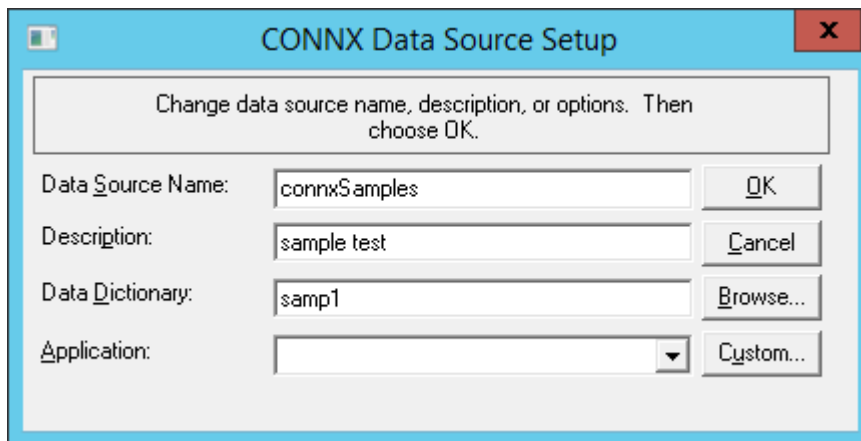 CONNX Data Source Setup
x
Change data source name, description, or options. Then
choose OK.
Data Source Name: connxSamples OK
Description: sample test Cancel
Data Dictionary: samp1 Browse...
Application: Custom...